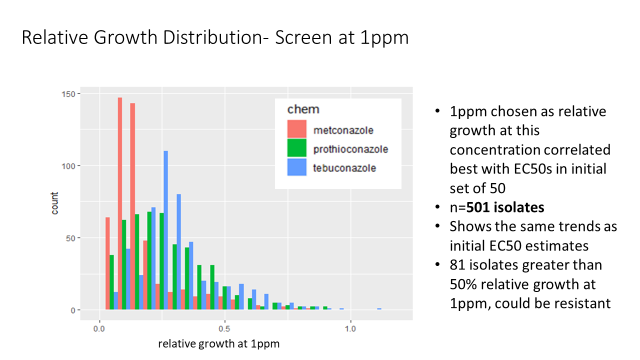 Relative Growth Distribution- Screen at 1ppm
150
100
50
0
count
0.0
0.5
1.0
relative growth at 1ppm
chem
metconazole
prothioconazole
tebuconazole
• 1ppm chosen as relative
growth at this
concentration correlated
best with EC50s in initial
set of 50
• n=501 isolates
• Shows the same trends as
initial EC50 estimates
• 81 isolates greater than
50% relative growth at
1ppm, could be resistant